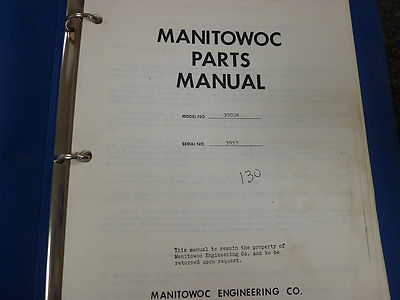 MANITOWOC
PARTS
MANUAL
MODEL NO. 3900A
SERIAL NO. 3957
130
This manual to remain the property of
Manitowoc Engineering Co. and to be
returned upon request.
MANITOWOC ENGINEERING CO.